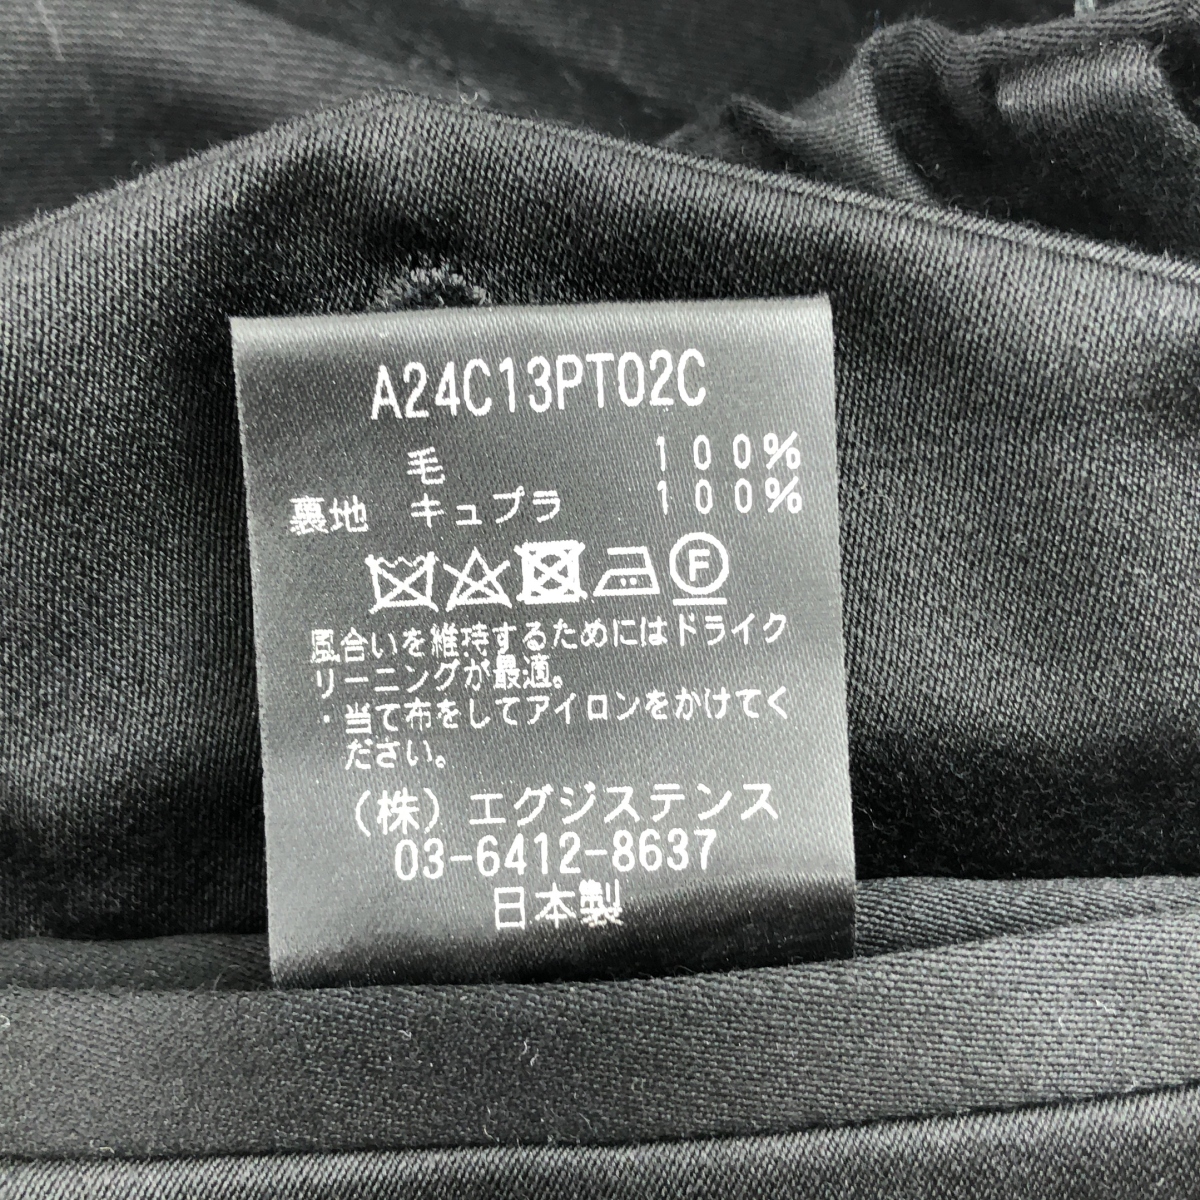 A24C13PT02C
毛 100%
裏地 キュプラ 100%
F
風合いを維持するためにはドライク
リーニングが最適。
・当て布をしてアイロンをかけてく
ださい。
(株)エグジステンス
03-6412-8637
日本製